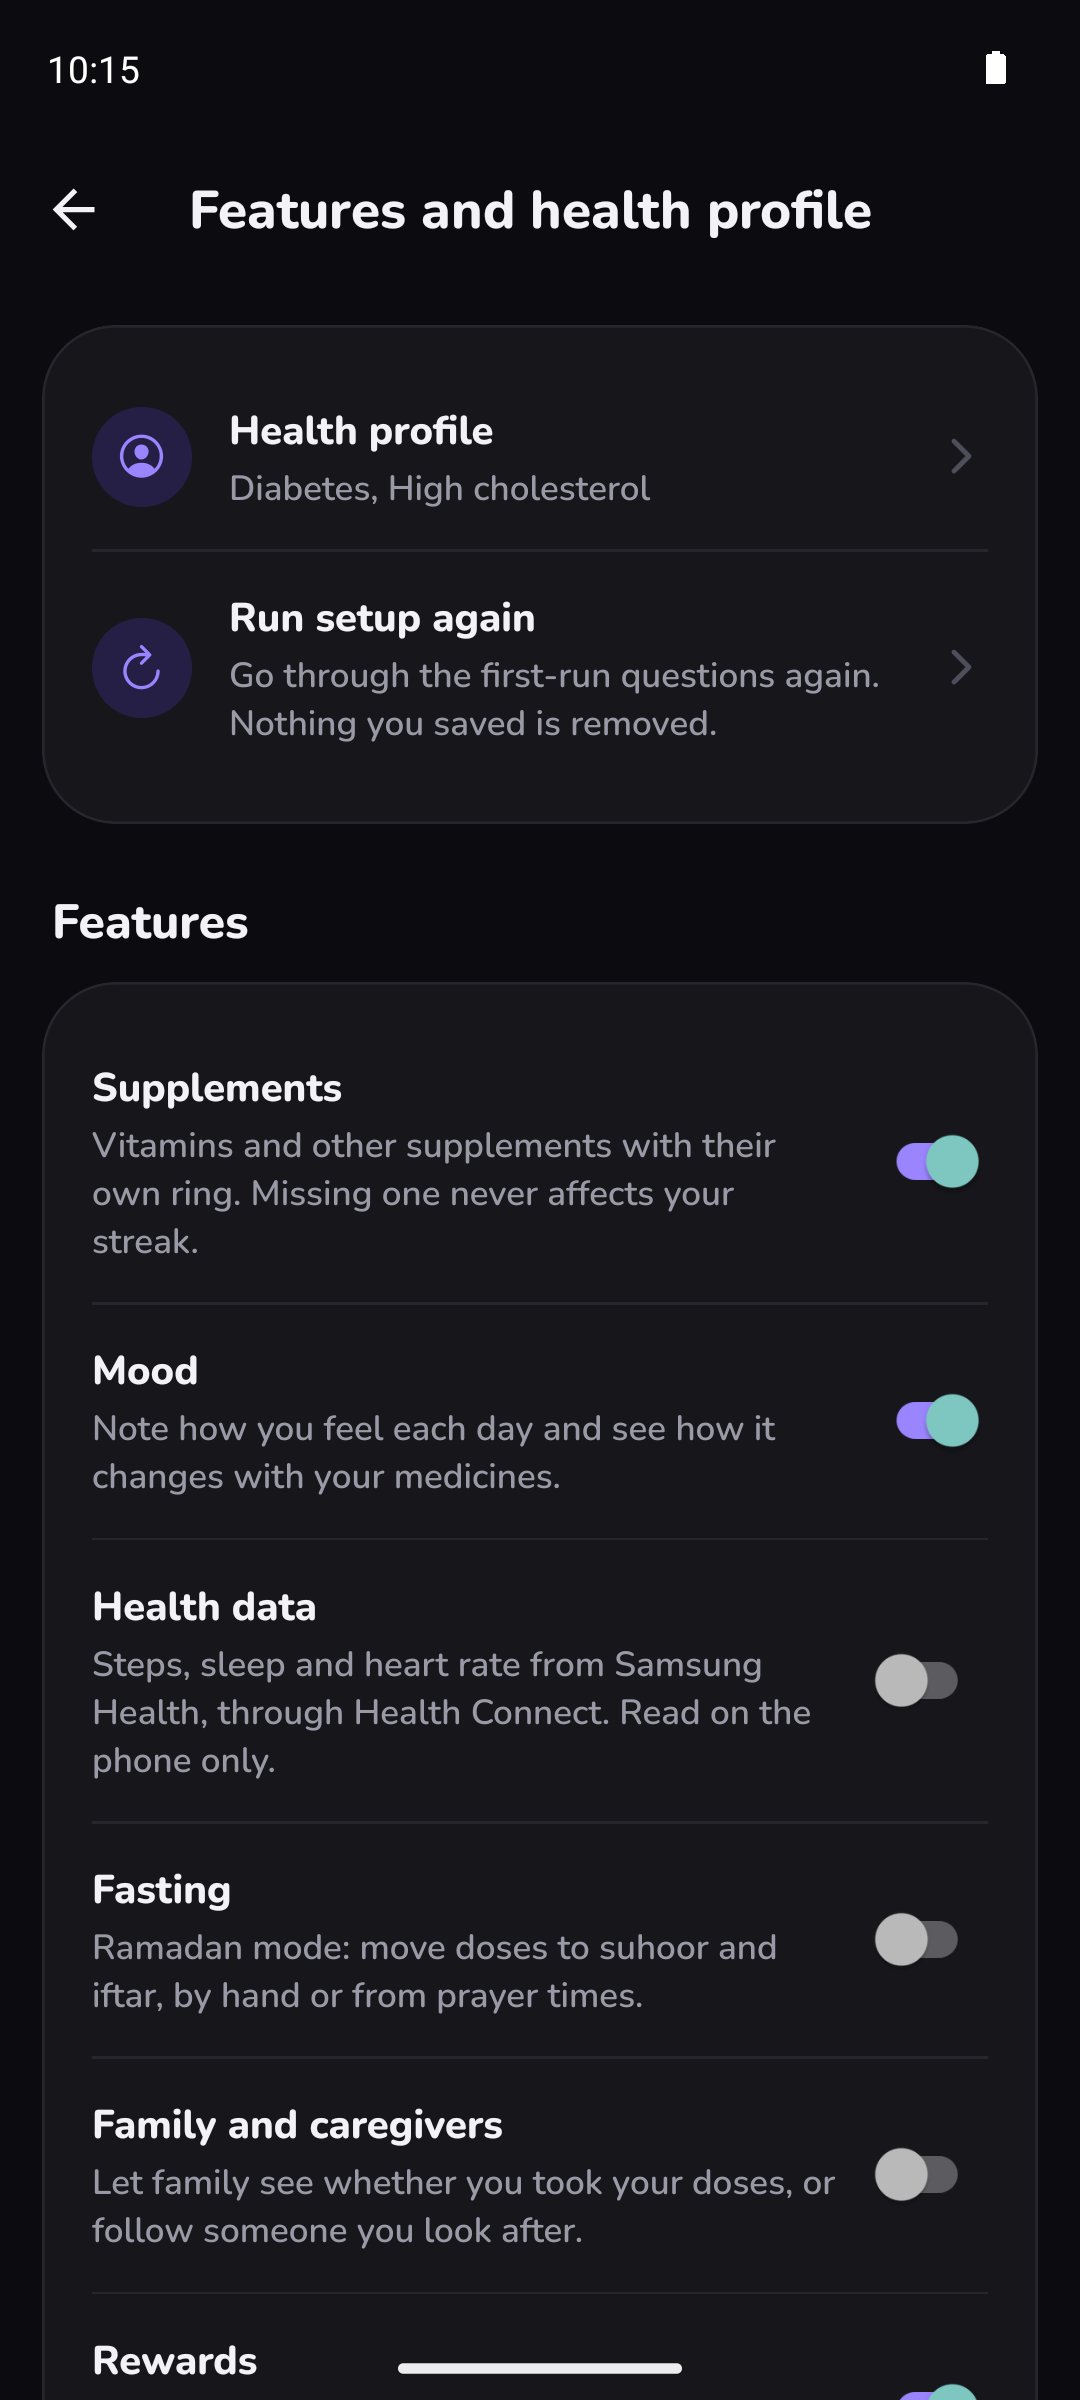 10:15
Features and health profile
Health profile
Diabetes, High cholesterol
Run setup again
Go through the first-run questions again.
Nothing you saved is removed.
Features
Supplements
Vitamins and other supplements with their
own ring. Missing one never affects your
streak.
Mood
Note how you feel each day and see how it
changes with your medicines.
Health data
Steps, sleep and heart rate from Samsung
Health, through Health Connect. Read on the
phone only.
Fasting
Ramadan mode: move doses to suhoor and
iftar, by hand or from prayer times.
Family and caregivers
Let family see whether you took your doses, or
follow someone you look after.
Rewards